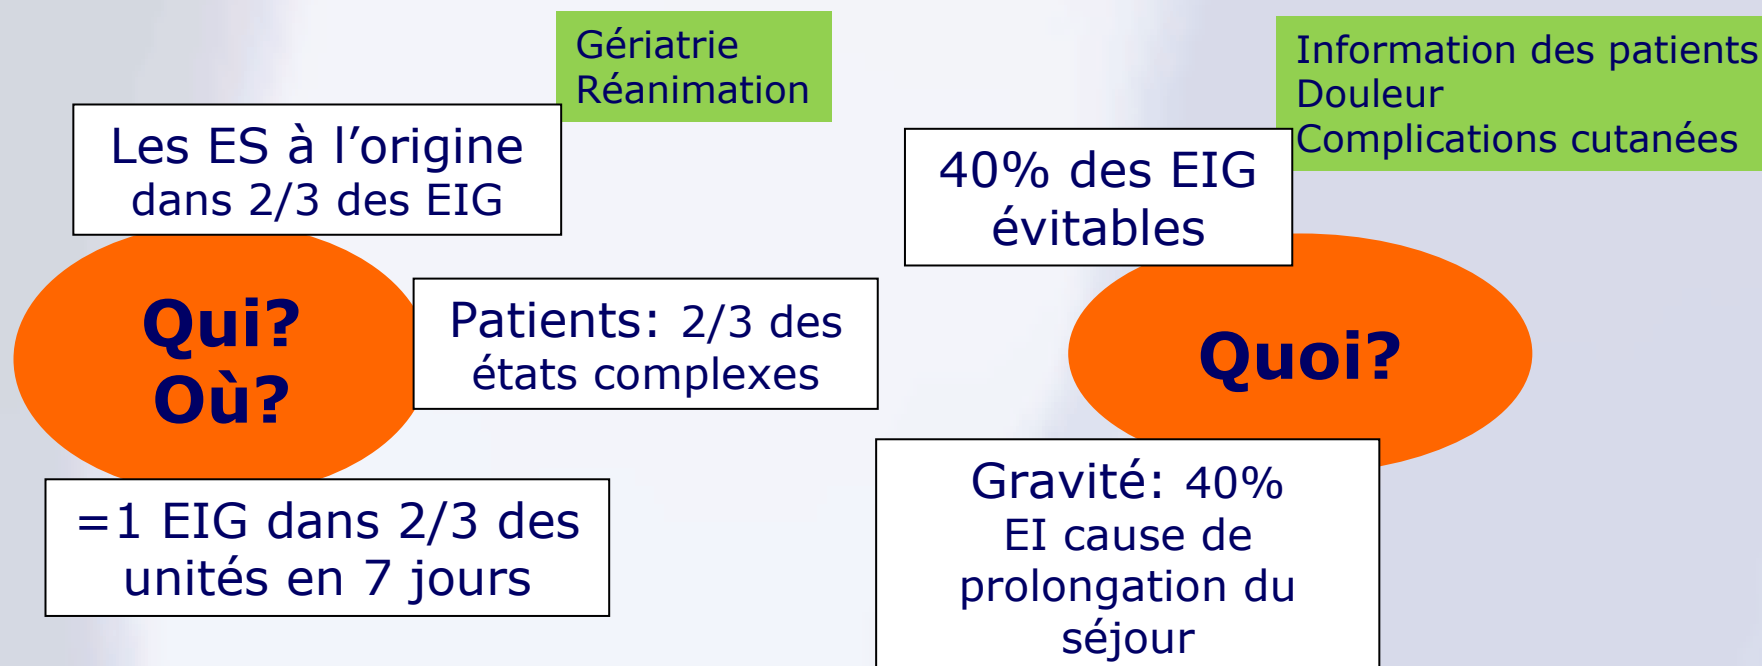 Gériatrie
Réanimation
Les ES à l’origine
dans 2/3 des EIG
Qui?
Où?
Patients: 2/3 des
états complexes
=1 EIG dans 2/3 des
unités en 7 jours
Information des patients
Douleur
Complications cutanées
40% des EIG
évitables
Quoi?
Gravité: 40%
EI cause de
prolongation du
séjour